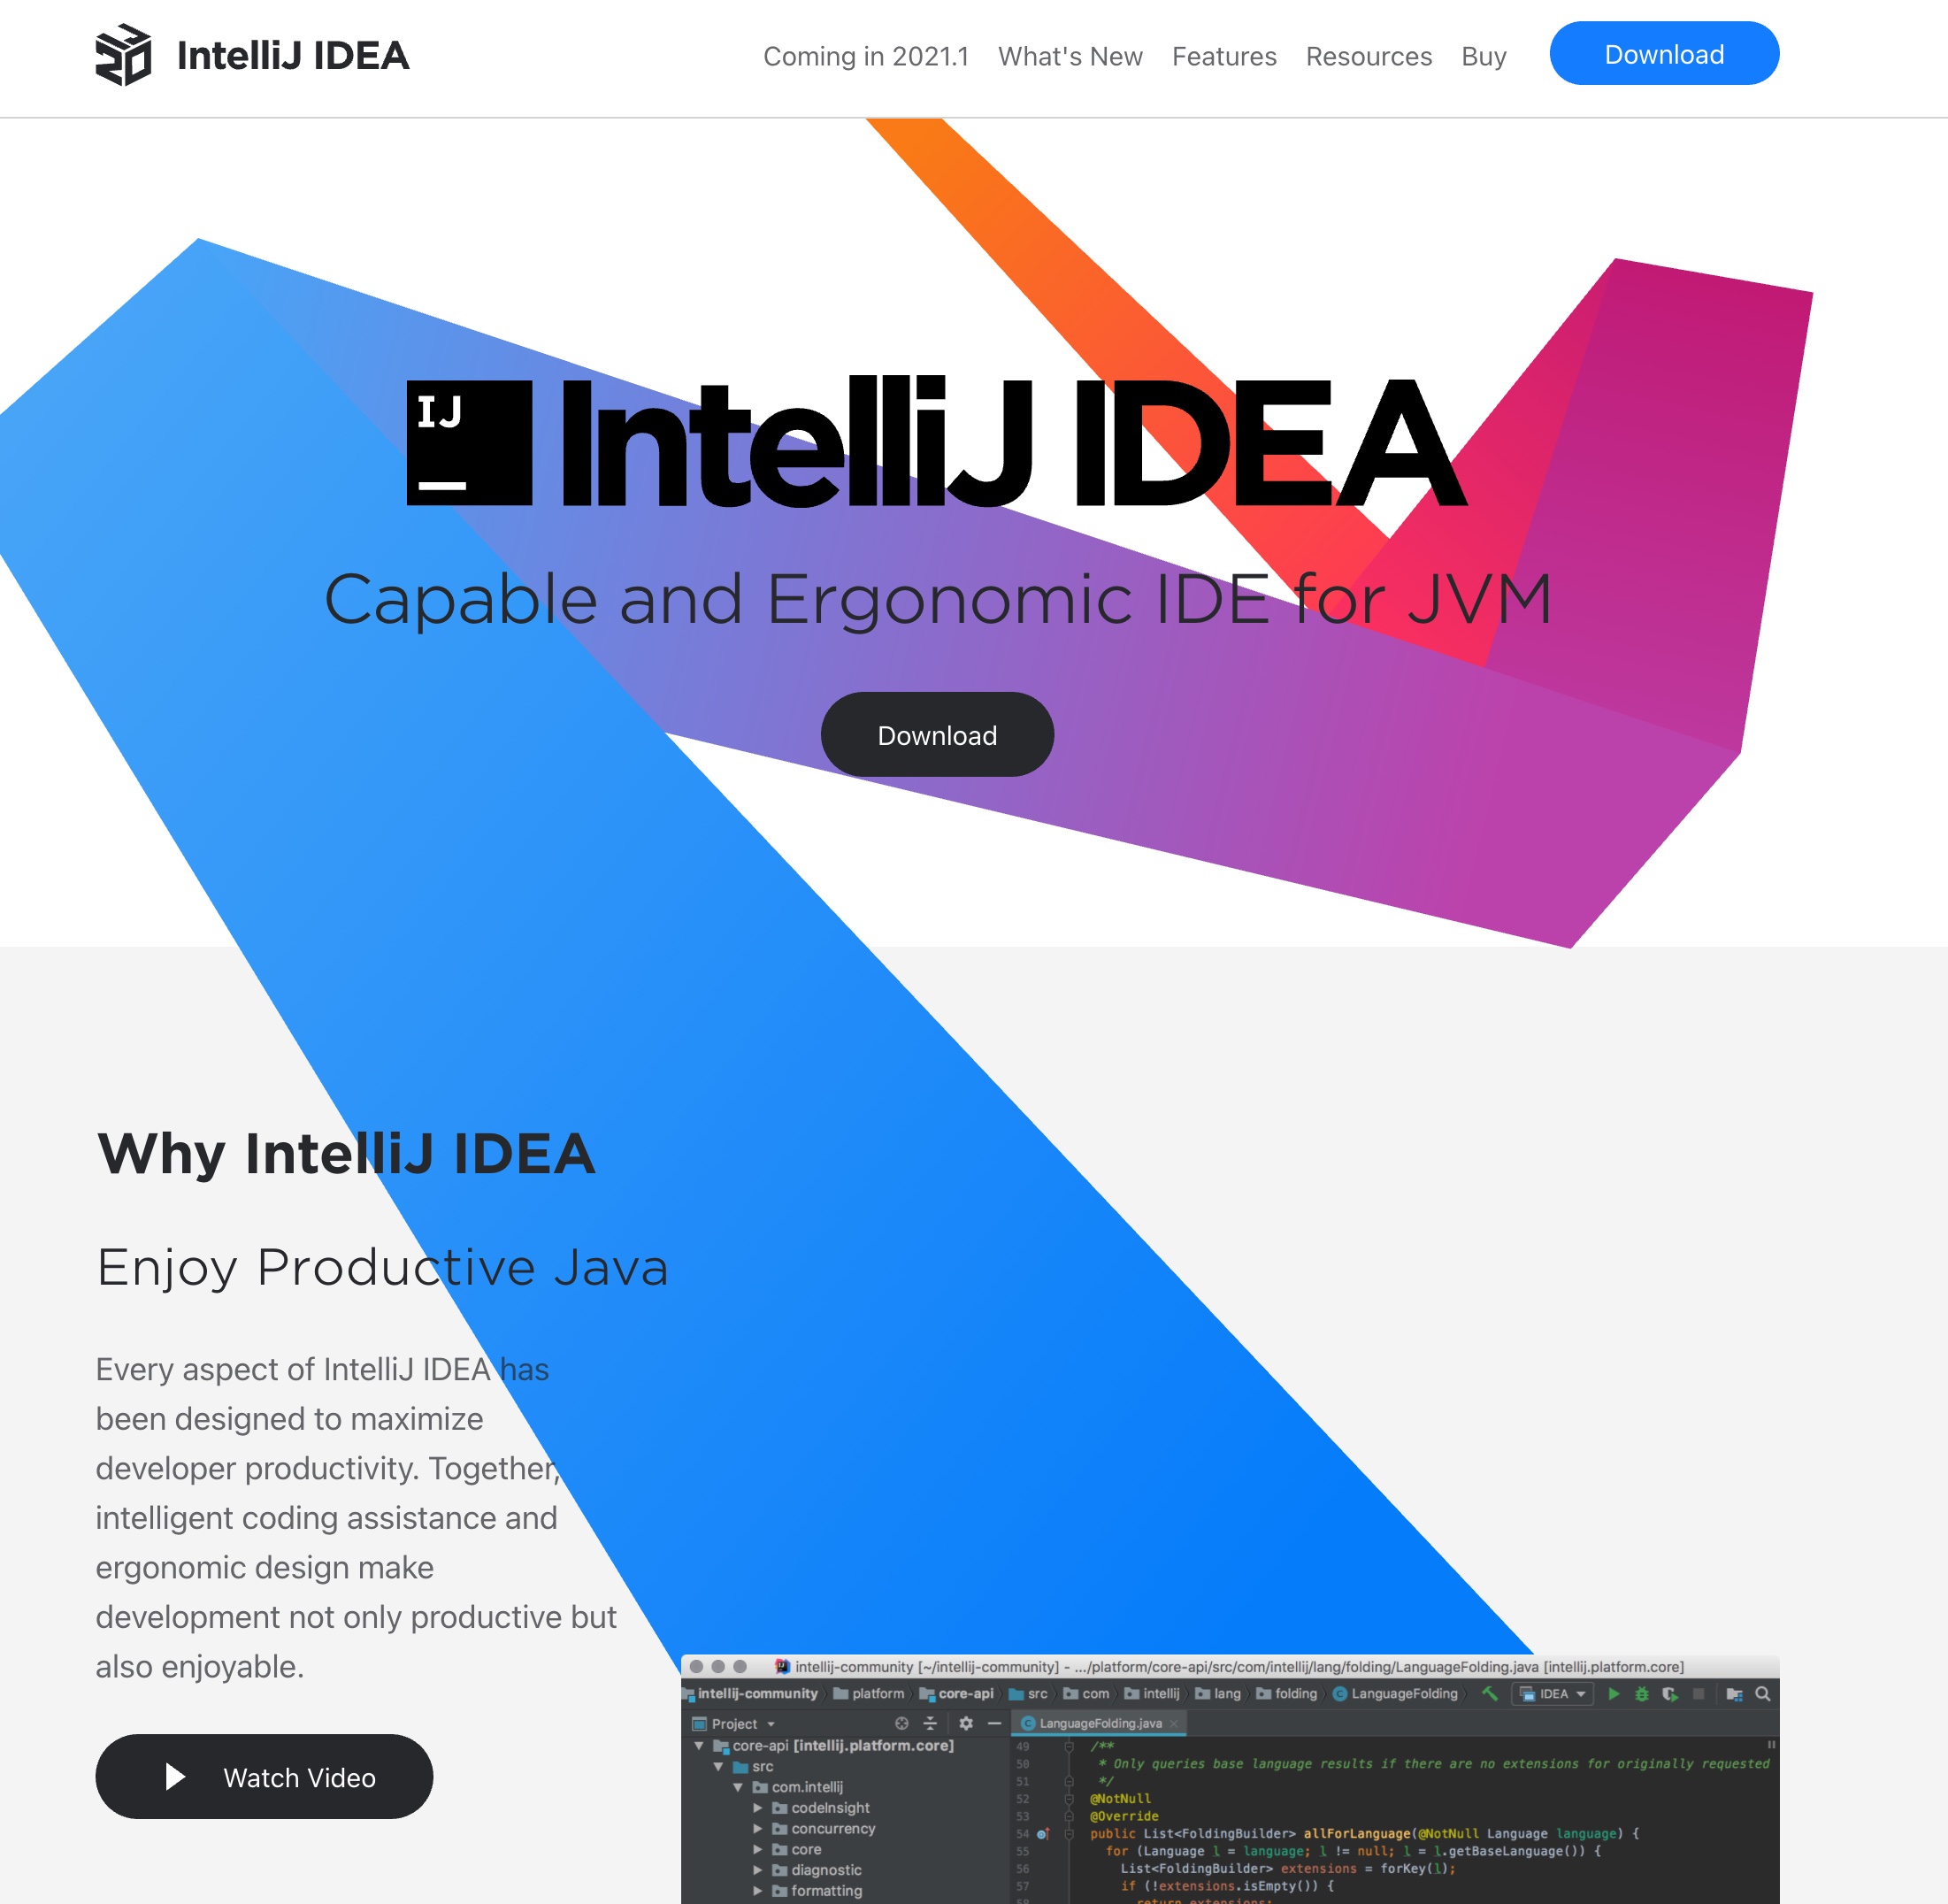 IntelliJ IDEA
Coming in 2021.1 What's New Features Resources Buy Download
IJ IntelliJ IDEA
Capable and Ergonomic IDE for JVM
Download
Why IntelliJ IDEA
Enjoy Productive Java
Every aspect of IntelliJ IDEA has
been designed to maximize
developer productivity. Together,
intelligent coding assistance and
ergonomic design make
development not only productive but
also enjoyable.
Watch Video
intellij-community [~/intellij-community] - .../platform/core-api/src/com/intellij/lang/folding/LanguageFolding.java [intellij.platform.core]
intellij-community platform core-api src com intellij lang folding LanguageFolding IDEA
Project
core-api [intellij.platform.core]
src
com.intellij
codeInsight
concurrency
core
diagnostic
formatting
LanguageFolding.java
49 /**
50 * Only queries base language results if there are no extensions for originally requested
51 */
52 @NotNull
53 @Override
54 public List<FoldingBuilder> allForLanguage(@NotNull Language language) {
55 for (Language l = language; l != null; l = l.getBaseLanguage()) {
56 List<FoldingBuilder> extensions = forKey(l);
57 if (!extensions.isEmpty()) {
58 return extensions;